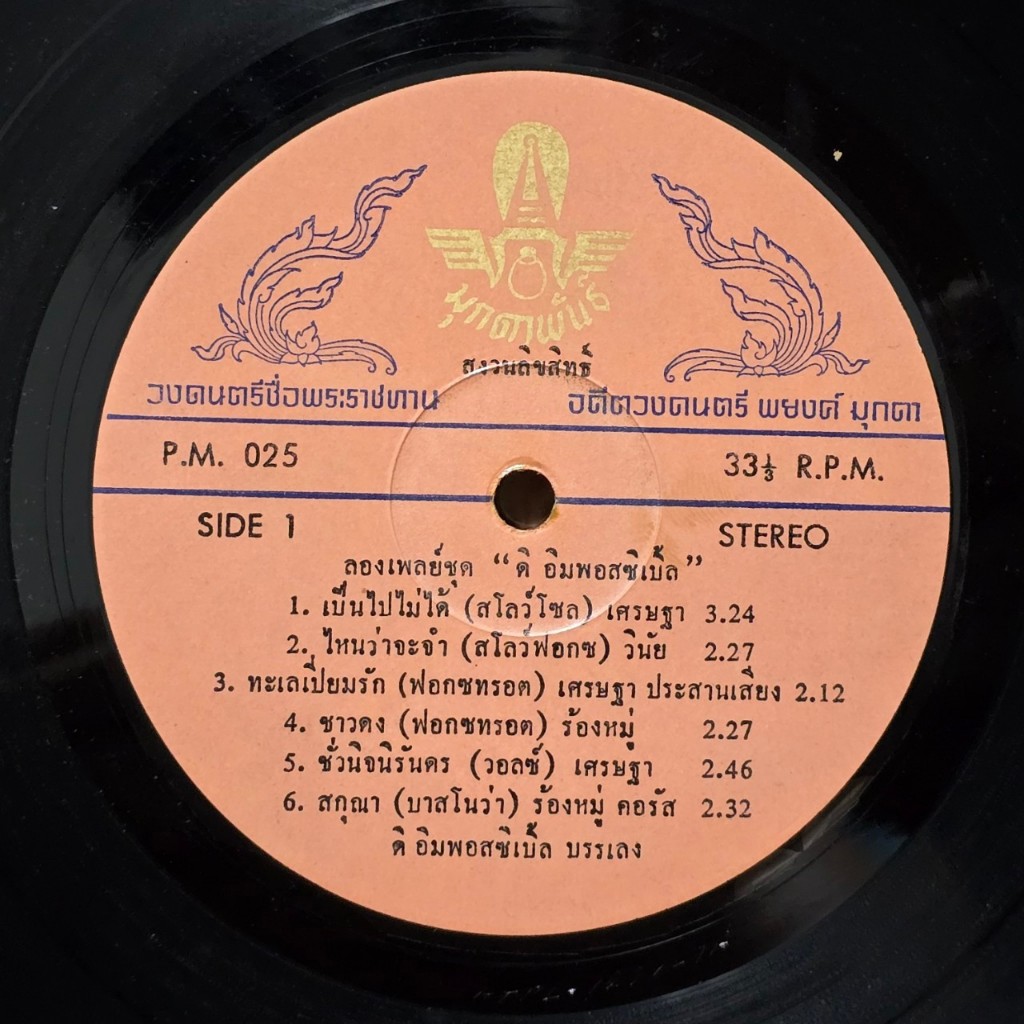 มุกดาพันธ์
สงวนลิขสิทธิ์
วงดนตรีชื่อพระราชทาน อดีตวงดนตรี พยงค์ มุกดา
P.M. 025 33⅓ R.P.M.
SIDE 1 STEREO
ลองเพลย์ชุด “ดิ อิมพอสซิเบิ้ล”
1. เป็นไปไม่ได้ (สโลว์โซล) เศรษฐา 3.24
2. ไหนว่าจะจำ (สโลว์ฟอกซ) วินัย 2.27
3. ทะเลเปี่ยมรัก (ฟอกซทรอต) เศรษฐา ประสานเสียง 2.12
4. ชาวดง (ฟอกซทรอต) ร้องหมู่ 2.27
5. ชั่วนิจนิรันดร (วอลซ์) เศรษฐา 2.46
6. สกุณา (บาสโนว่า) ร้องหมู่ คอรัส 2.32
ดิ อิมพอสซิเบิ้ล บรรเลง